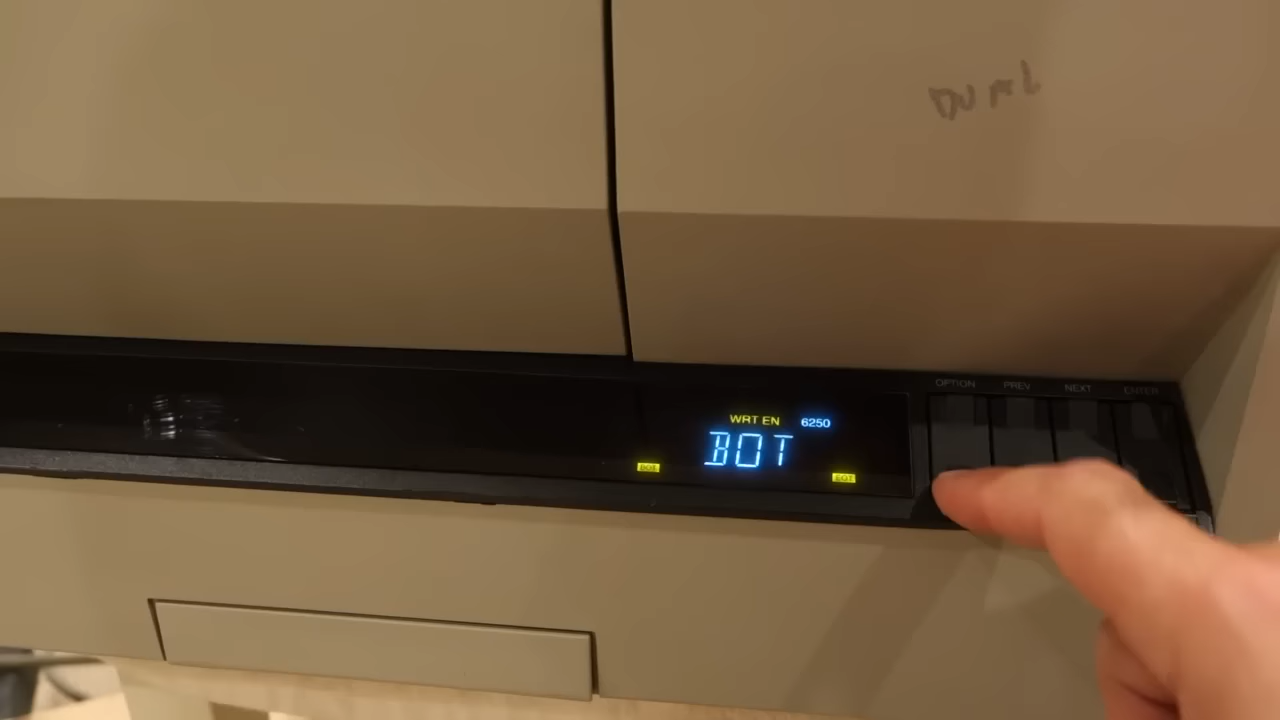 OPTION PREV NEXT ENTER
WRT EN 6250
BOT
BOT EOT